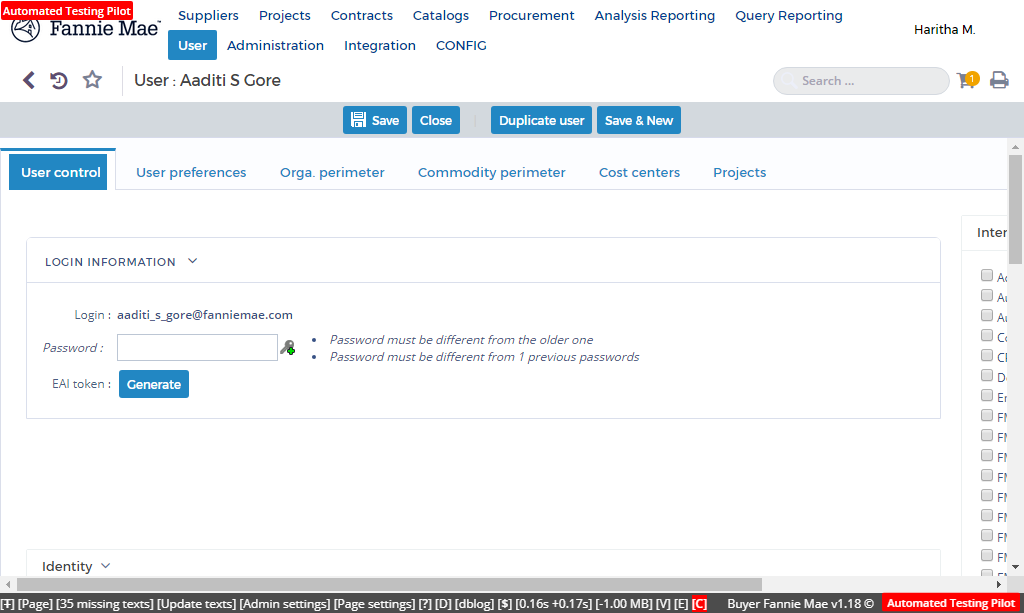 Automated Testing Pilot
Fannie Mae
Suppliers Projects Contracts Catalogs Procurement Analysis Reporting Query Reporting
User Administration Integration CONFIG
Haritha M.
User : Aaditi S Gore
Search ...
1
Save Close Duplicate user Save & New
User control User preferences Orga. perimeter Commodity perimeter Cost centers Projects
LOGIN INFORMATION
Login : aaditi_s_gore@fanniemae.com
Password :
• Password must be different from the older one
• Password must be different from 1 previous passwords
EAI token : Generate
Identity
Inter
[Ŧ] [Page] [35 missing texts] [Update texts] [Admin settings] [Page settings] [?] [D] [dblog] [$] [0.16s +0.17s] [-1.00 MB] [V] [E] [C] Buyer Fannie Mae v1.18 © Automated Testing Pilot